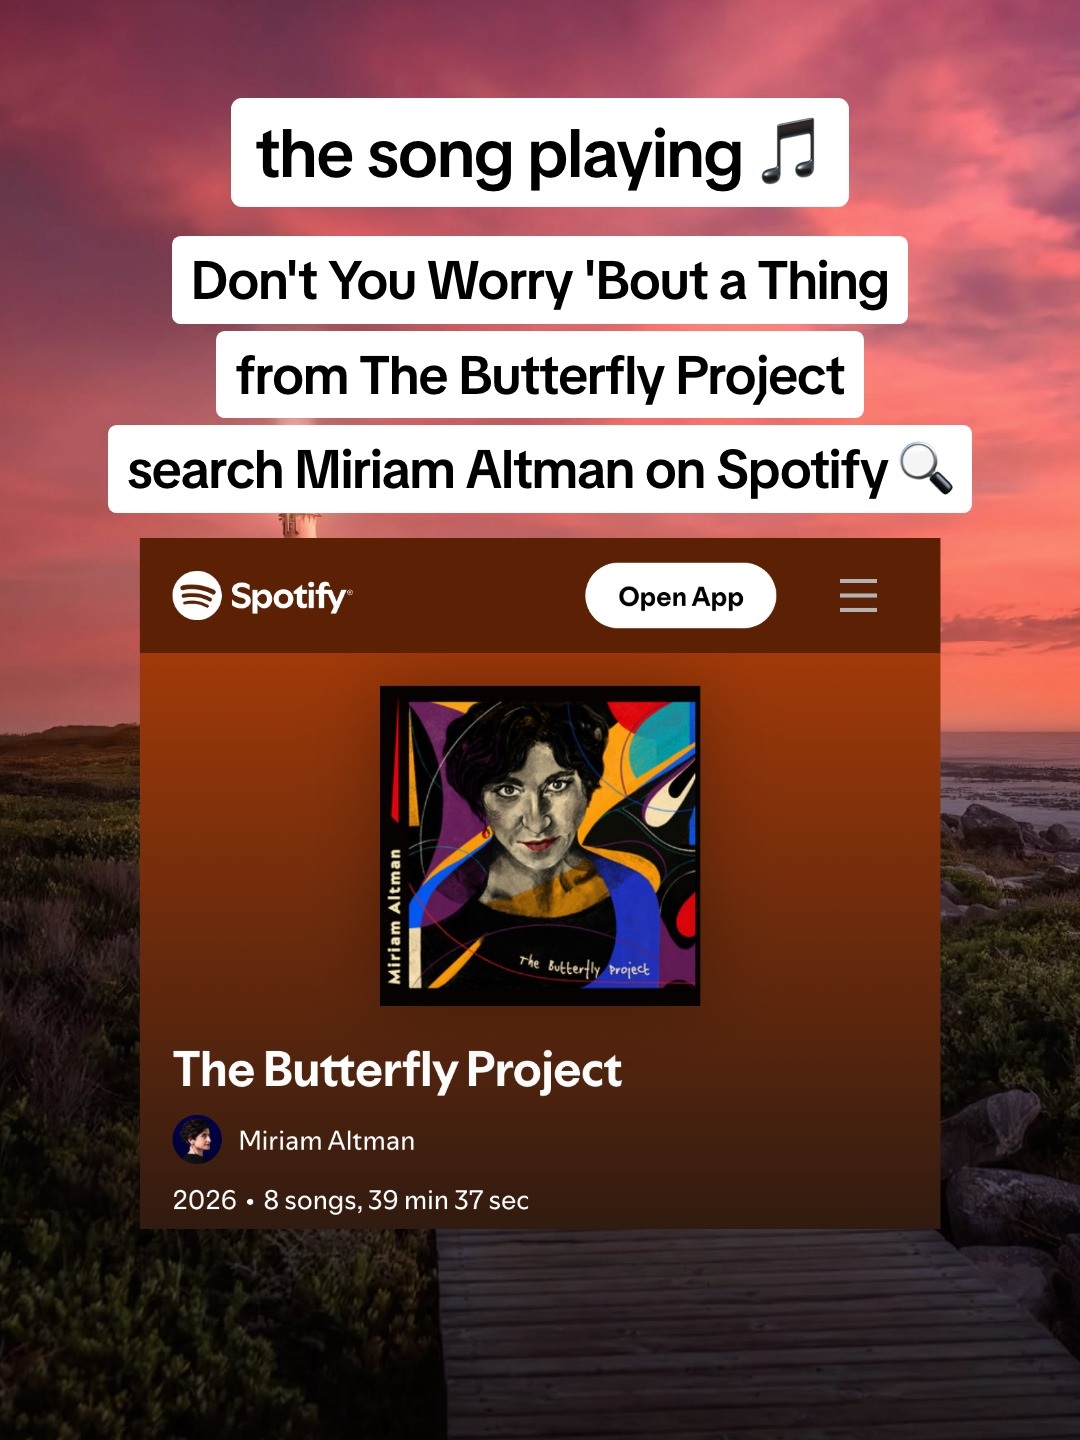 the song playing 🎵
Don't You Worry 'Bout a Thing
from The Butterfly Project
search Miriam Altman on Spotify 🔍
Spotify®
Open App
Miriam Altman
The Butterfly Project
The Butterfly Project
Miriam Altman
2026 • 8 songs, 39 min 37 sec